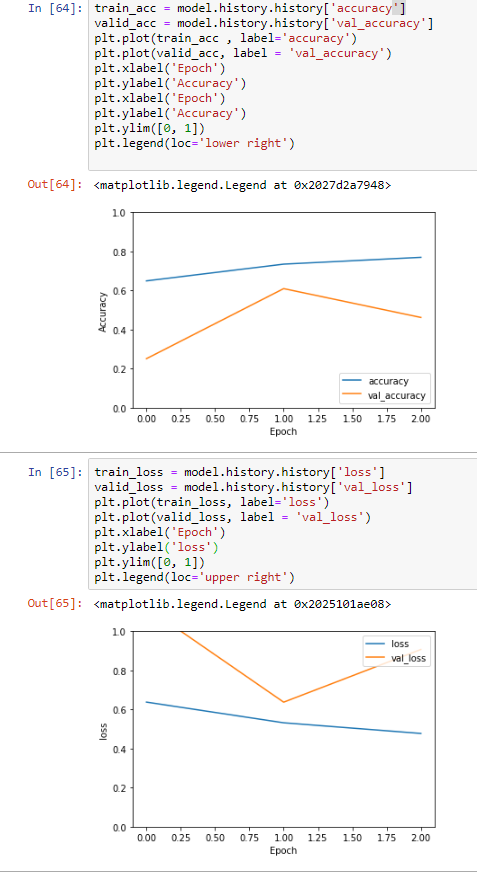 In [64]: train_acc = model.history.history['accuracy']
valid_acc = model.history.history['val_accuracy']
plt.plot(train_acc , label='accuracy')
plt.plot(valid_acc, label = 'val_accuracy')
plt.xlabel('Epoch')
plt.ylabel('Accuracy')
plt.xlabel('Epoch')
plt.ylabel('Accuracy')
plt.ylim([0, 1])
plt.legend(loc='lower right')
Out[64]: <matplotlib.legend.Legend at 0x2027d2a7948>
1.0
0.8
0.6
0.4
0.2
0.0
Accuracy
accuracy
val_accuracy
0.00 0.25 0.50 0.75 1.00 1.25 1.50 1.75 2.00
Epoch
In [65]: train_loss = model.history.history['loss']
valid_loss = model.history.history['val_loss']
plt.plot(train_loss, label='loss')
plt.plot(valid_loss, label = 'val_loss')
plt.xlabel('Epoch')
plt.ylabel('loss')
plt.ylim([0, 1])
plt.legend(loc='upper right')
Out[65]: <matplotlib.legend.Legend at 0x2025101ae08>
1.0
0.8
0.6
0.4
0.2
0.0
loss
loss
val_loss
0.00 0.25 0.50 0.75 1.00 1.25 1.50 1.75 2.00
Epoch